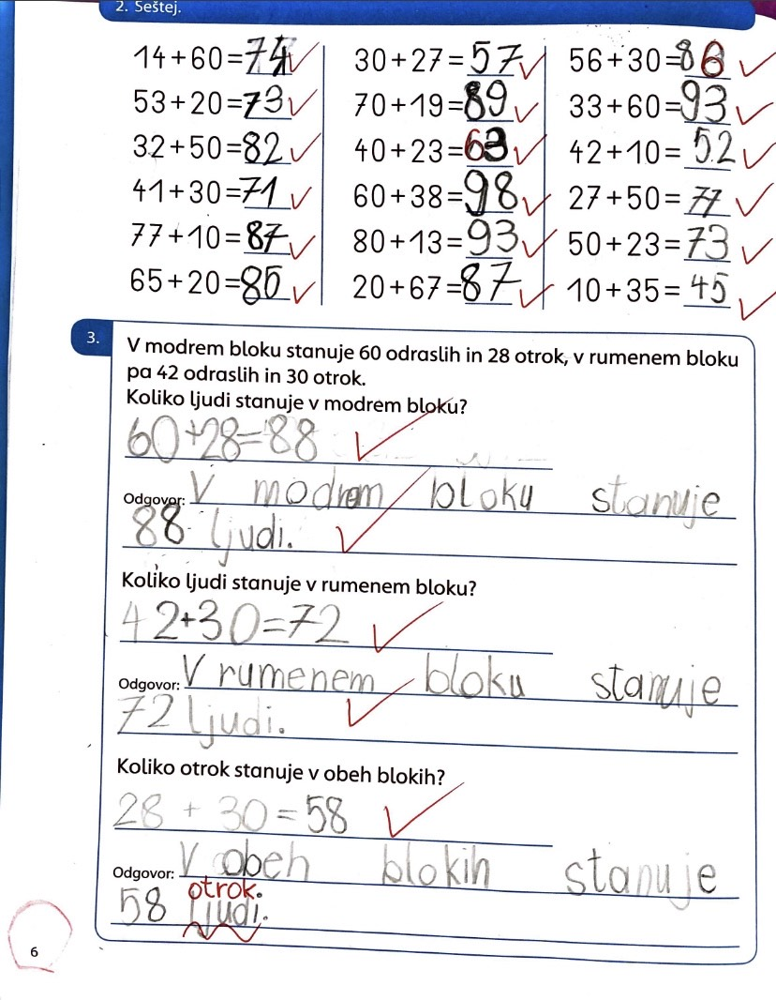 2. Seštej.
14+60=74 30+27=57 56+30=86
53+20=73 70+19=89 33+60=93
32+50=82 40+23=63 42+10=52
41+30=71 60+38=98 27+50=77
77+10=87 80+13=93 50+23=73
65+20=85 20+67=87 10+35=45
3. V modrem bloku stanuje 60 odraslih in 28 otrok, v rumenem bloku
pa 42 odraslih in 30 otrok.
Koliko ljudi stanuje v modrem bloku?
60+28=88
Odgovor: V modrem bloku stanuje
88 ljudi.
Koliko ljudi stanuje v rumenem bloku?
42+30=72
Odgovor: V rumenem bloku stanuje
72 ljudi.
Koliko otrok stanuje v obeh blokih?
28 + 30 = 58
Odgovor: V obeh blokih stanuje
otrok.
58 ljudi.
6